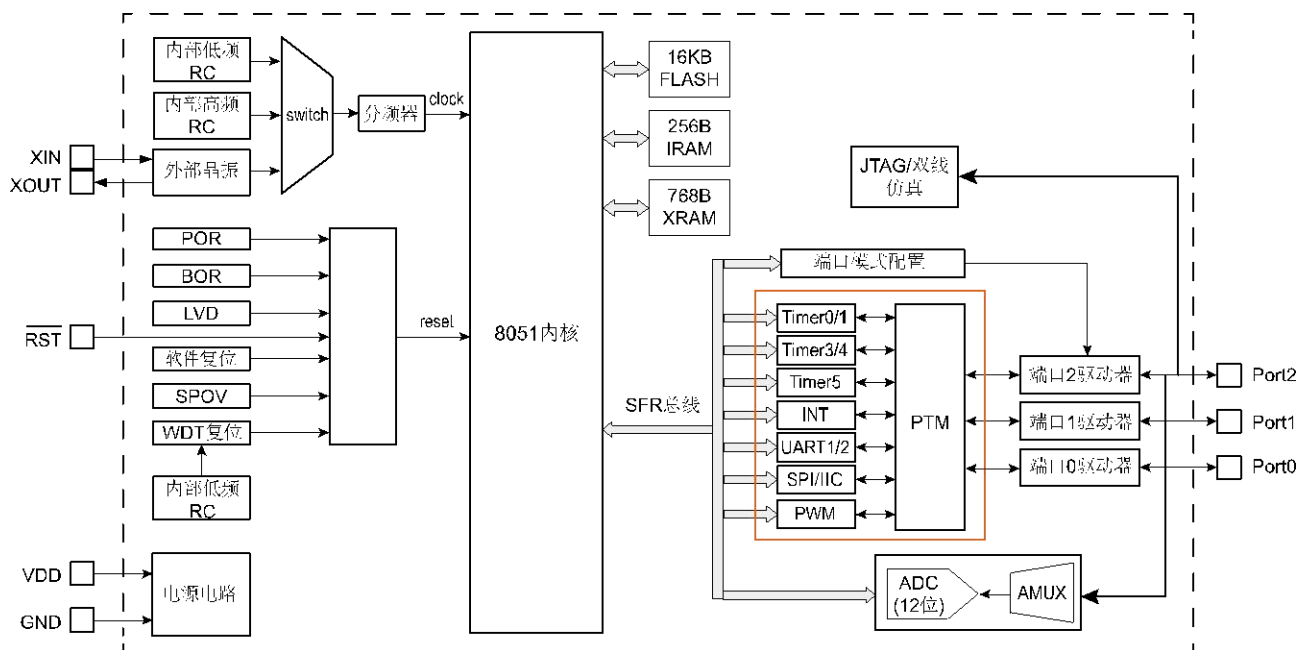 内部低频
RC
内部高频
RC
外部晶振
XIN
XOUT
switch
分频器
clock
POR
BOR
LVD
RST
软件复位
SPOV
WDT复位
内部低频
RC
reset
VDD
GND
电源电路
8051内核
16KB
FLASH
256B
IRAM
768B
XRAM
JTAG/双线
仿真
端口模式配置
SFR总线
Timer0/1
Timer3/4
Timer5
INT
UART1/2
SPI/IIC
PWM
PTM
端口2驱动器
端口1驱动器
端口0驱动器
Port2
Port1
Port0
ADC
(12位)
AMUX